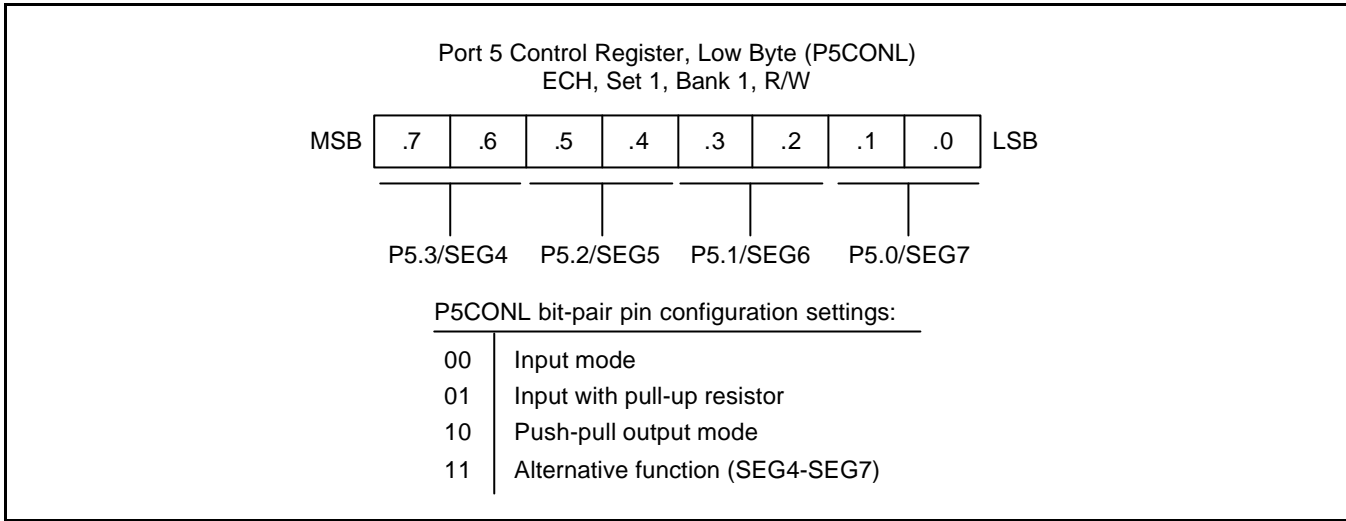 Port 5 Control Register, Low Byte (P5CONL)
ECH, Set 1, Bank 1, R/W
MSB .7 .6 .5 .4 .3 .2 .1 .0 LSB
P5.3/SEG4 P5.2/SEG5 P5.1/SEG6 P5.0/SEG7
P5CONL bit-pair pin configuration settings:
00 Input mode
01 Input with pull-up resistor
10 Push-pull output mode
11 Alternative function (SEG4-SEG7)